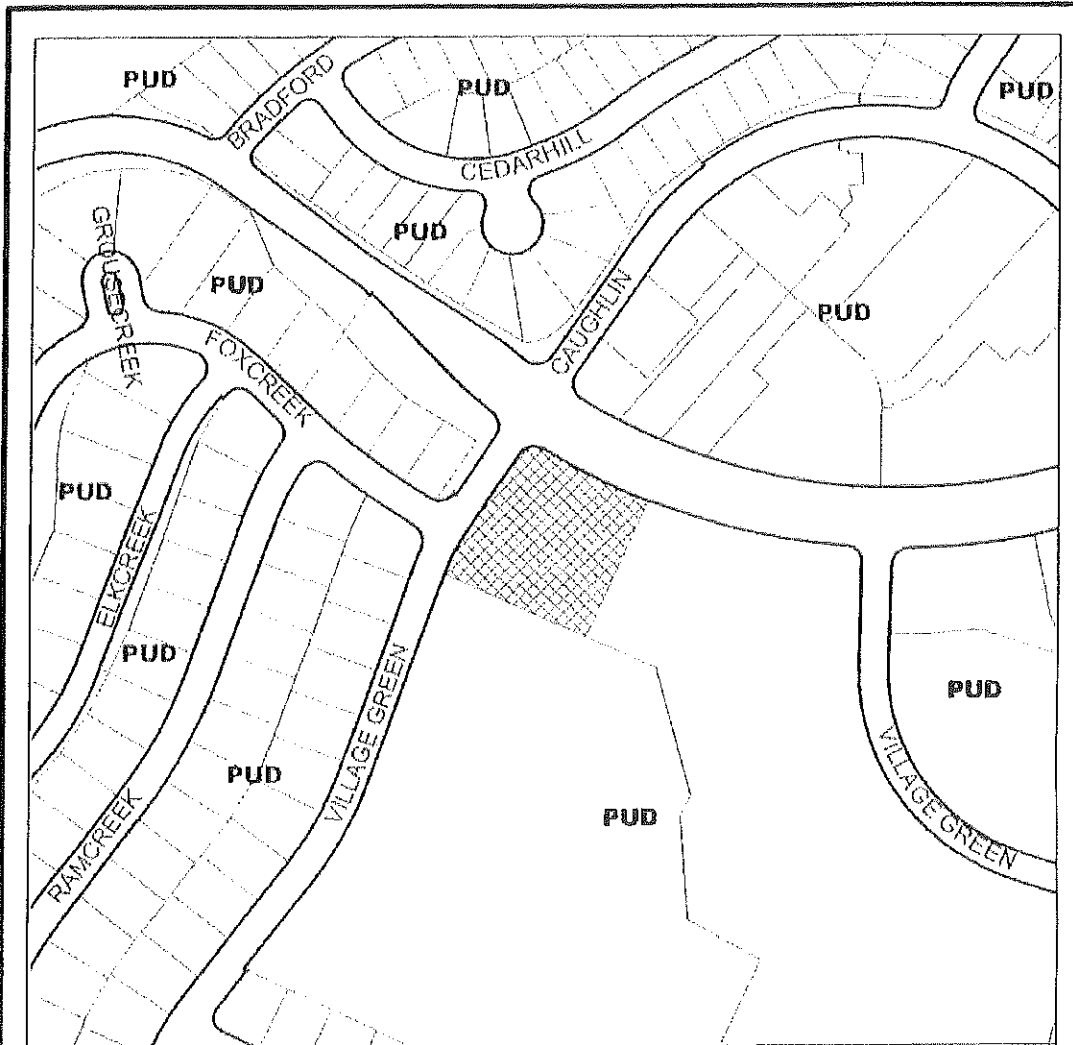 PUD
PUD
PUD
BRADFORD
CEDARHILL
PUD
GROUSECREEK
PUD
CAUGHLIN
PUD
FOXCREEK
PUD
ELKCREEK
PUD
VILLAGE GREEN
PUD
VILLAGE GREEN
PUD
RAMCREEK
PUD